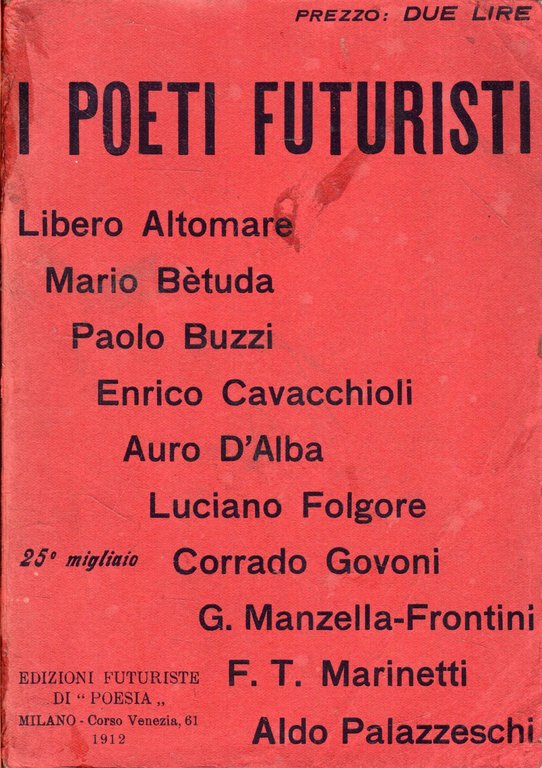 PREZZO: DUE LIRE
I POETI FUTURISTI
Libero Altomare
Mario Bètuda
Paolo Buzzi
Enrico Cavacchioli
Auro D'Alba
Luciano Folgore
25º migliaio
Corrado Govoni
G. Manzella-Frontini
F. T. Marinetti
Aldo Palazzeschi
EDIZIONI FUTURISTE
DI "POESIA„
MILANO - Corso Venezia, 61
1912